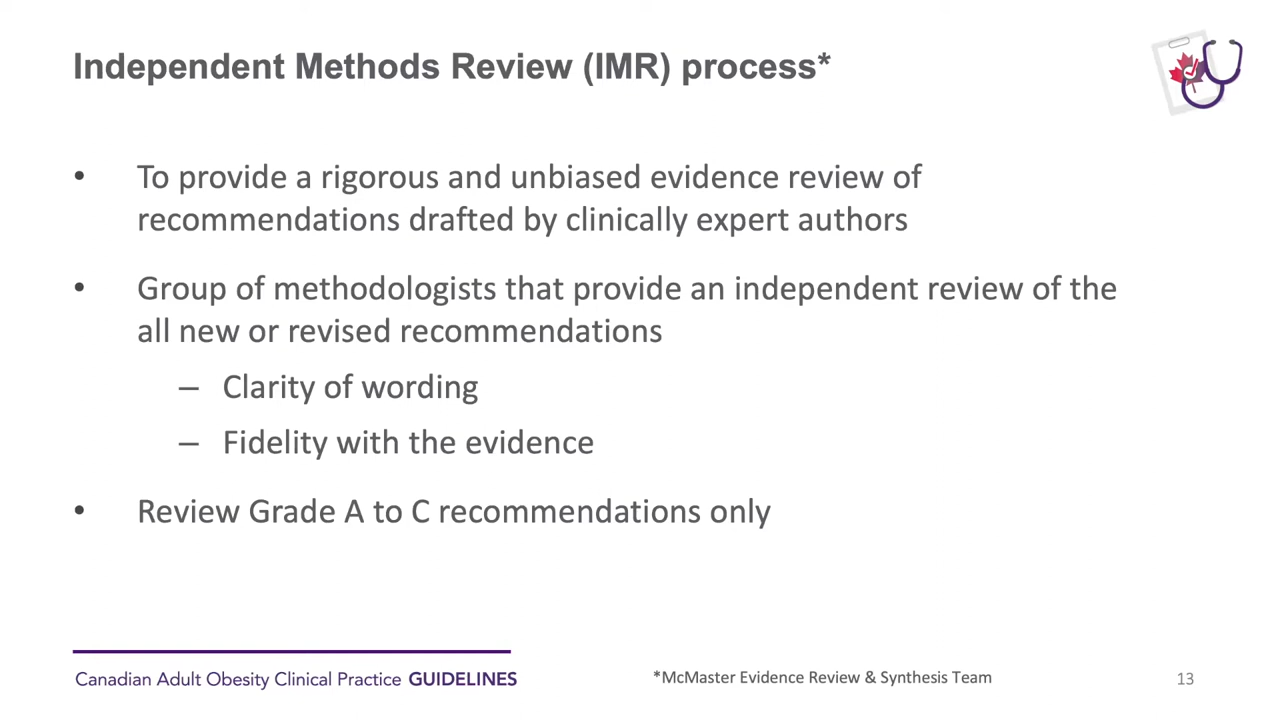 Independent Methods Review (IMR) process*
• To provide a rigorous and unbiased evidence review of
recommendations drafted by clinically expert authors
• Group of methodologists that provide an independent review of the
all new or revised recommendations
– Clarity of wording
– Fidelity with the evidence
• Review Grade A to C recommendations only
Canadian Adult Obesity Clinical Practice GUIDELINES
*McMaster Evidence Review & Synthesis Team
13